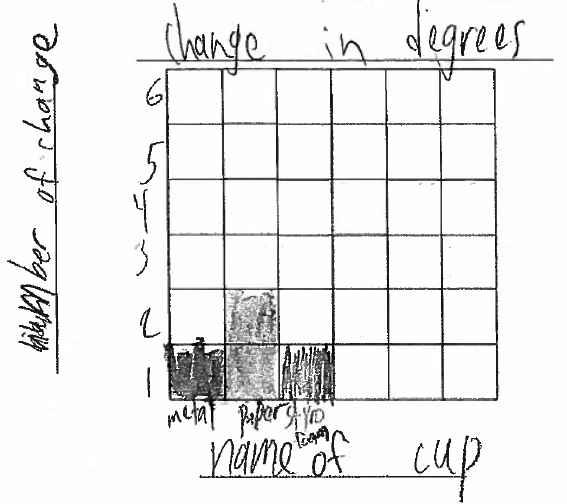 change in degrees
number of change
6
5
4
3
2
1
metal paper styro
foam
name of cup